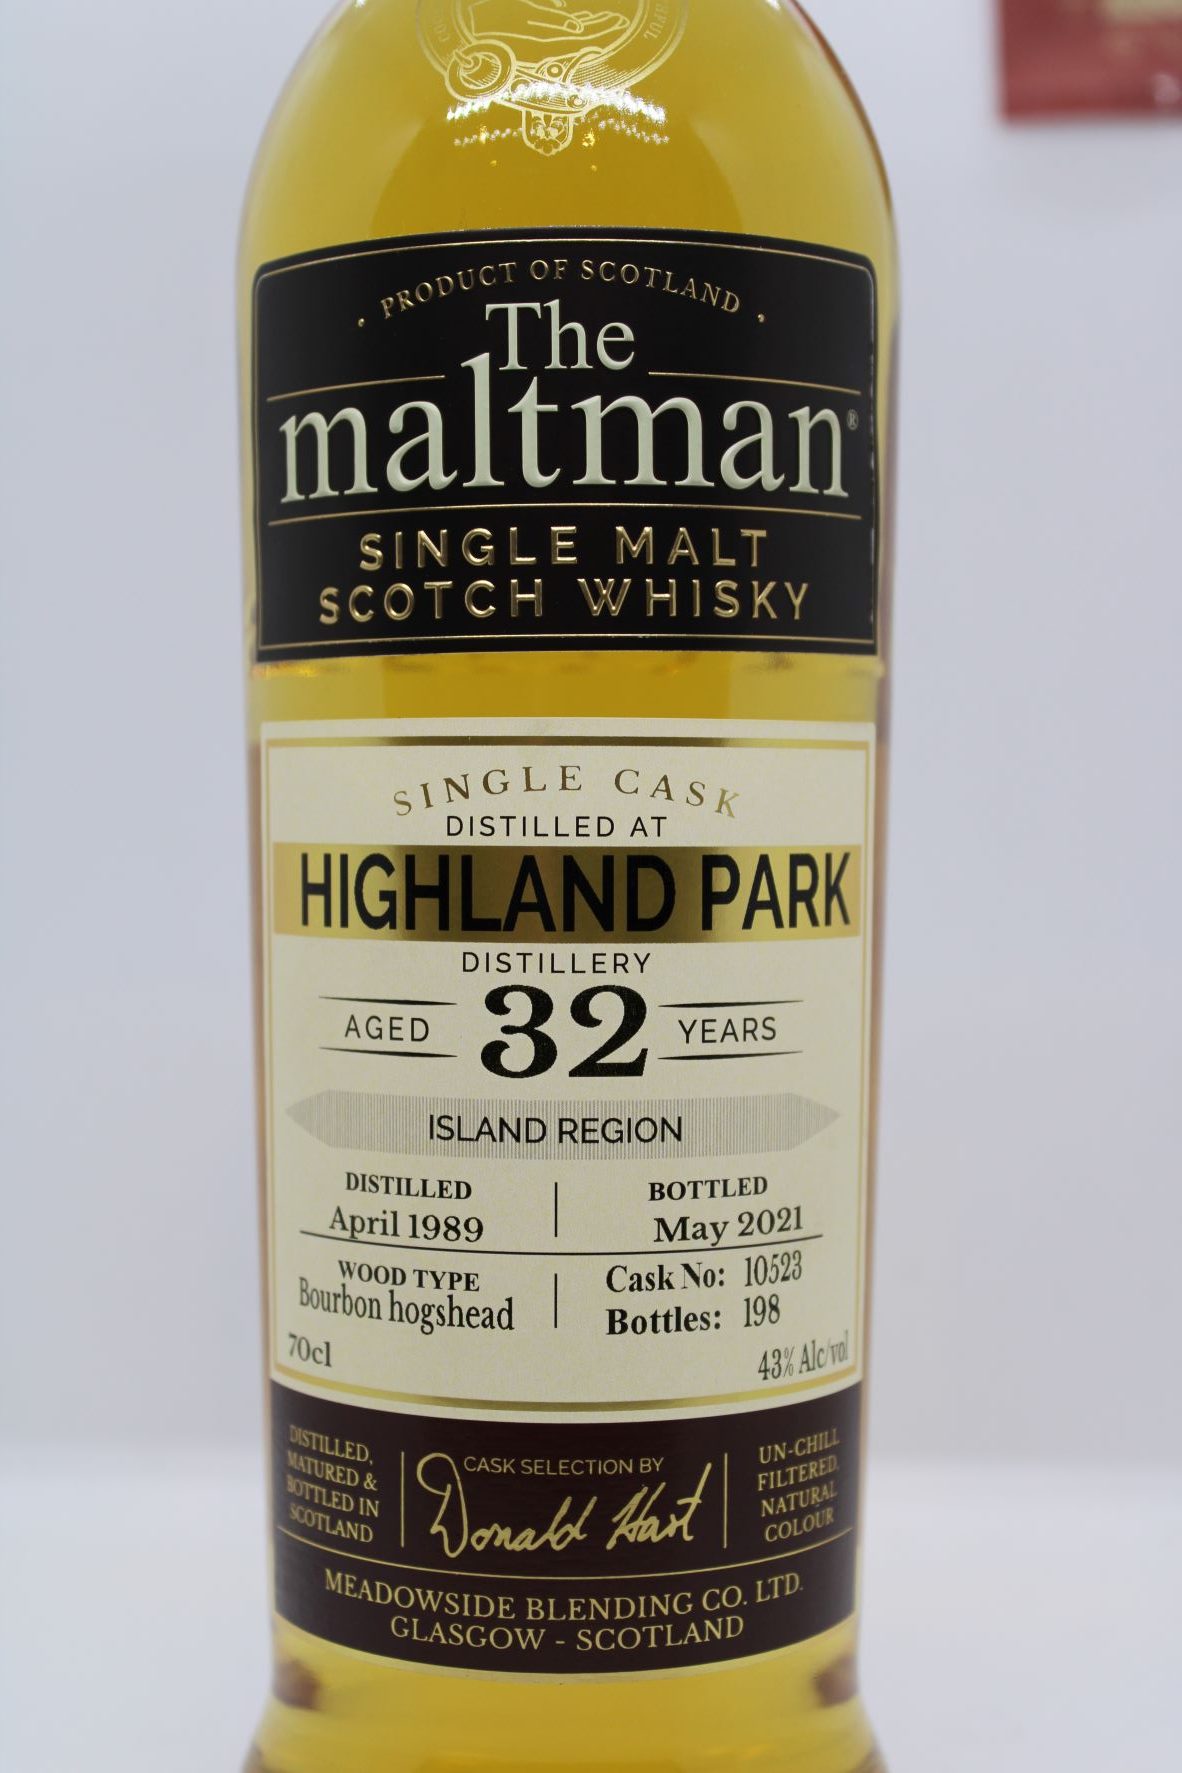 PRODUCT OF SCOTLAND
The
maltman®
SINGLE MALT
SCOTCH WHISKY
SINGLE CASK
DISTILLED AT
HIGHLAND PARK
DISTILLERY
AGED 32 YEARS
ISLAND REGION
DISTILLED
April 1989
BOTTLED
May 2021
WOOD TYPE
Bourbon hogshead
Cask No: 10523
Bottles: 198
70cl
43% Alc/vol
DISTILLED,
MATURED &
BOTTLED IN
SCOTLAND
CASK SELECTION BY
Donald Hart
UN-CHILL
FILTERED,
NATURAL
COLOUR
MEADOWSIDE BLENDING CO. LTD.
GLASGOW - SCOTLAND